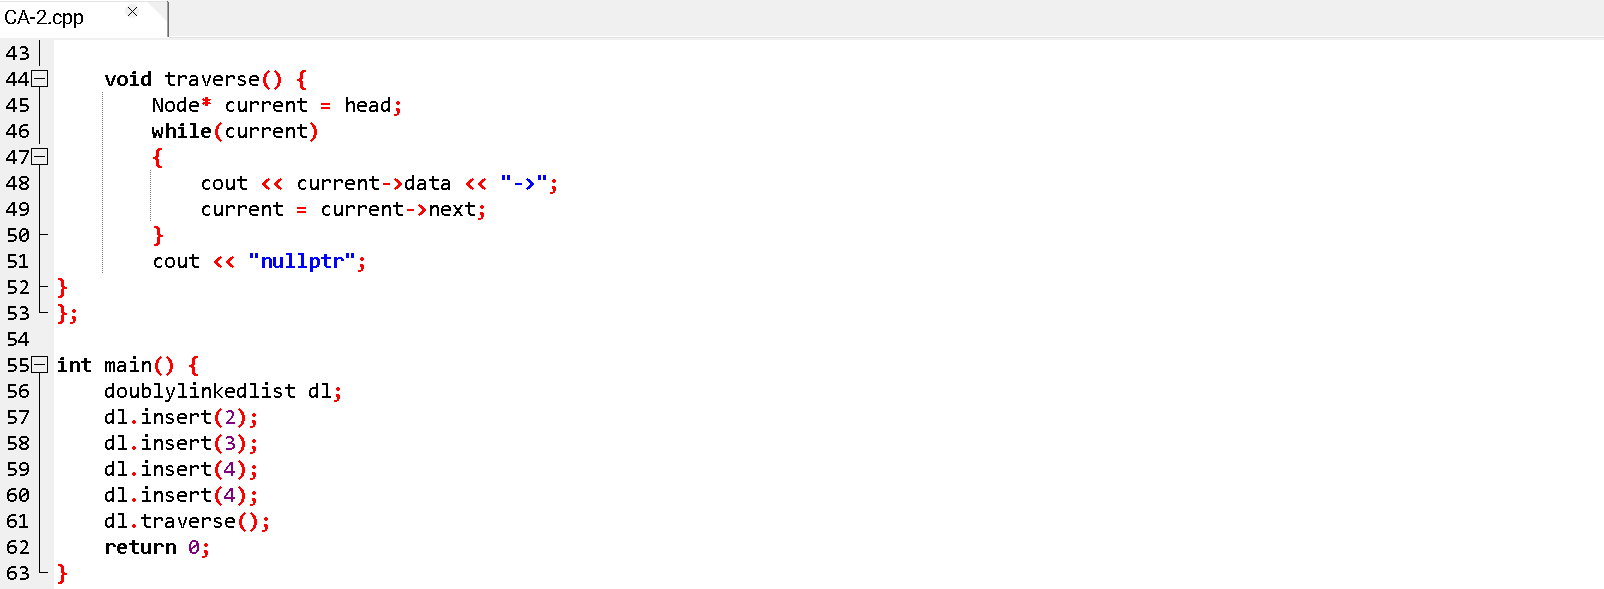 CA-2.cpp ×
43
44 void traverse() {
45 Node* current = head;
46 while(current)
47 {
48 cout << current->data << "->";
49 current = current->next;
50 }
51 cout << "nullptr";
52 }
53 };
54
55 int main() {
56 doublylinkedlist dl;
57 dl.insert(2);
58 dl.insert(3);
59 dl.insert(4);
60 dl.insert(4);
61 dl.traverse();
62 return 0;
63 }